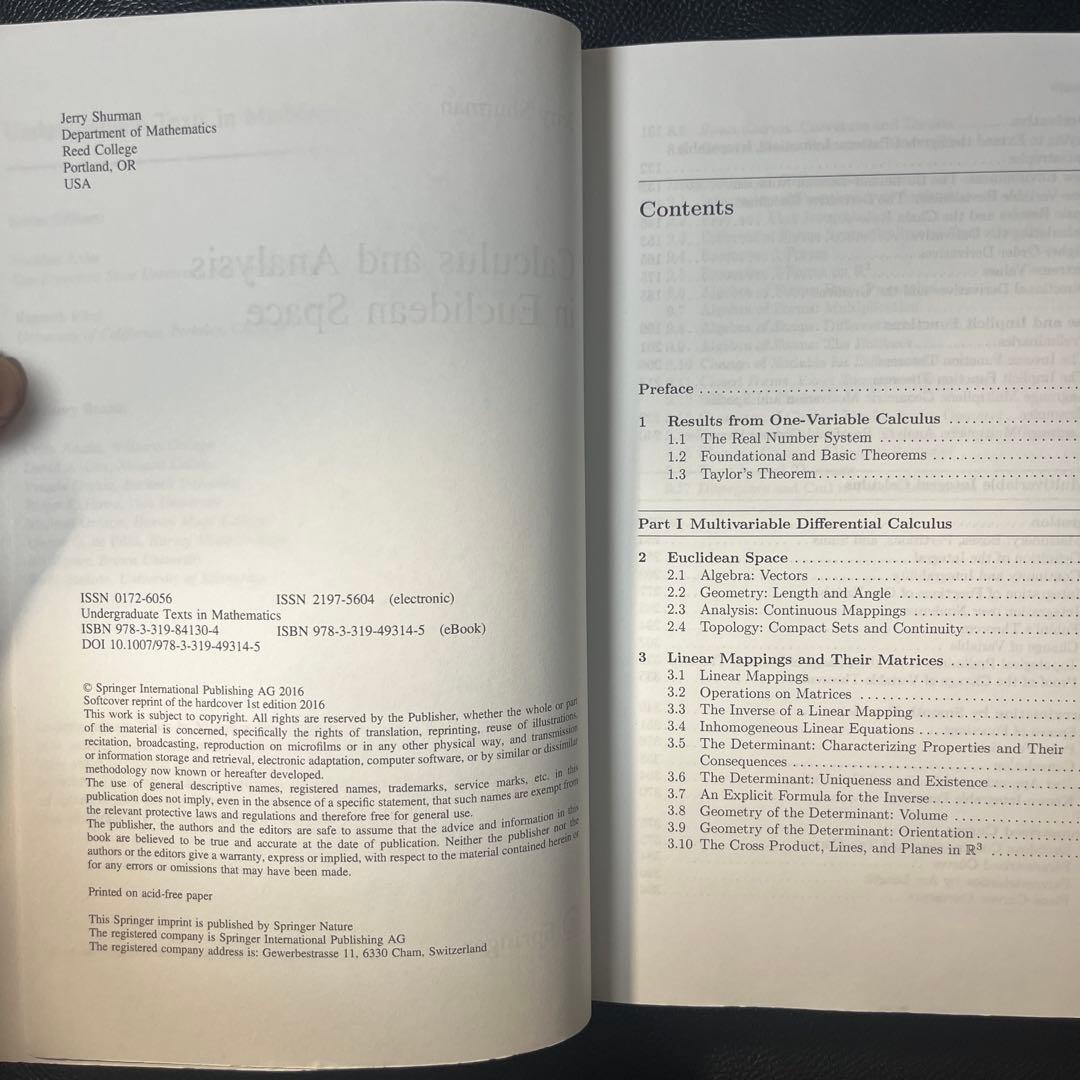 Jerry Shurman
Department of Mathematics
Reed College
Portland, OR
USA
Calculus and Analysis
in Euclidean Space
ISSN 0172-6056 ISSN 2197-5604 (electronic)
Undergraduate Texts in Mathematics
ISBN 978-3-319-84130-4 ISBN 978-3-319-49314-5 (eBook)
DOI 10.1007/978-3-319-49314-5
© Springer International Publishing AG 2016
Softcover reprint of the hardcover 1st edition 2016
This work is subject to copyright. All rights are reserved by the Publisher, whether the whole or part
of the material is concerned, specifically the rights of translation, reprinting, reuse of illustrations,
recitation, broadcasting, reproduction on microfilms or in any other physical way, and transmission
or information storage and retrieval, electronic adaptation, computer software, or by similar or dissimilar
methodology now known or hereafter developed.
The use of general descriptive names, registered names, trademarks, service marks, etc. in this
publication does not imply, even in the absence of a specific statement, that such names are exempt from
the relevant protective laws and regulations and therefore free for general use.
The publisher, the authors and the editors are safe to assume that the advice and information in this
book are believed to be true and accurate at the date of publication. Neither the publisher nor the
authors or the editors give a warranty, express or implied, with respect to the material contained herein or
for any errors or omissions that may have been made.
Printed on acid-free paper
This Springer imprint is published by Springer Nature
The registered company is Springer International Publishing AG
The registered company address is: Gewerbestrasse 11, 6330 Cham, Switzerland
Contents
Preface
1 Results from One-Variable Calculus
1.1 The Real Number System
1.2 Foundational and Basic Theorems
1.3 Taylor's Theorem
Part I Multivariable Differential Calculus
2 Euclidean Space
2.1 Algebra: Vectors
2.2 Geometry: Length and Angle
2.3 Analysis: Continuous Mappings
2.4 Topology: Compact Sets and Continuity
3 Linear Mappings and Their Matrices
3.1 Linear Mappings
3.2 Operations on Matrices
3.3 The Inverse of a Linear Mapping
3.4 Inhomogeneous Linear Equations
3.5 The Determinant: Characterizing Properties and Their
Consequences
3.6 The Determinant: Uniqueness and Existence
3.7 An Explicit Formula for the Inverse
3.8 Geometry of the Determinant: Volume
3.9 Geometry of the Determinant: Orientation
3.10 The Cross Product, Lines, and Planes in ℝ³